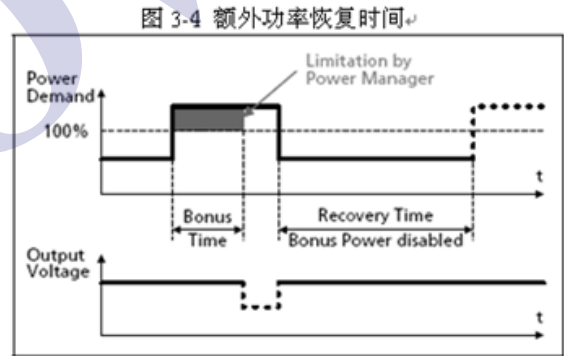 图 3-4 额外功率恢复时间↵
Limitation by
Power Manager
Power
Demand
100%
t
Bonus
Time
Recovery Time
Bonus Power disabled
Output
Voltage
t